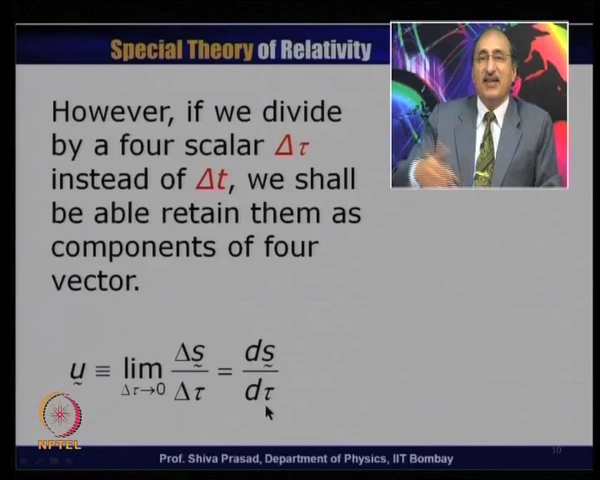 Special Theory of Relativity
However, if we divide
by a four scalar Δτ
instead of Δt, we shall
be able retain them as
components of four
vector.
ṵ ≡ lim Δτ→0 Δs̰/Δτ = ds̰/dτ
NPTEL
10
Prof. Shiva Prasad, Department of Physics, IIT Bombay